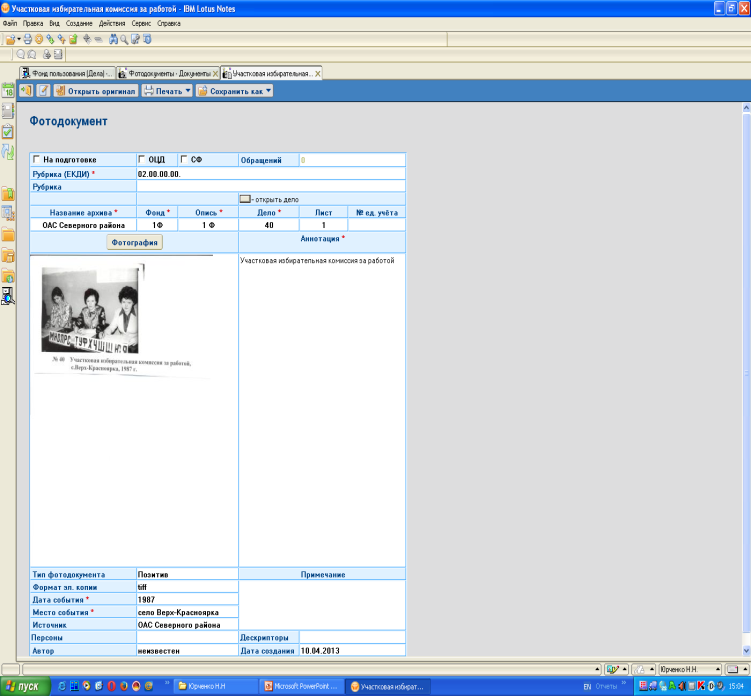 Участковая избирательная комиссия за работой - IBM Lotus Notes
Файл Правка Вид Создание Действия Сервис Справка
Фонд пользования (Дела) -... Фотодокументы - Документы Участковая избирательная...
18 Открыть оригинал Печать Сохранить как
Фотодокумент
На подготовке ОЦД СФ Обращений 0
Рубрика (ЕКДИ) * 02.00.00.00.
Рубрика
- открыть дело
Название архива * Фонд * Опись * Дело * Лист № ед. учёта
ОАС Северного района 1Ф 1 Ф 40 1
Фотография Аннотация *
Участковая избирательная комиссия за работой
ТУФХЧШЩ
№ 40 Участковая избирательная комиссия за работой,
с.Верх-Красноярка, 1987 г.
Тип фотодокумента Позитив Примечание
Формат эл. копии tiff
Дата события * 1987
Место события * село Верх-Красноярка
Источник ОАС Северного района
Персоны Дескрипторы
Автор неизвестен Дата создания 10.04.2013
Юрченко Н.Н.
пуск Юрченко Н.Н Microsoft PowerPoint ... Участковая избират... EN Отчеты 15:04